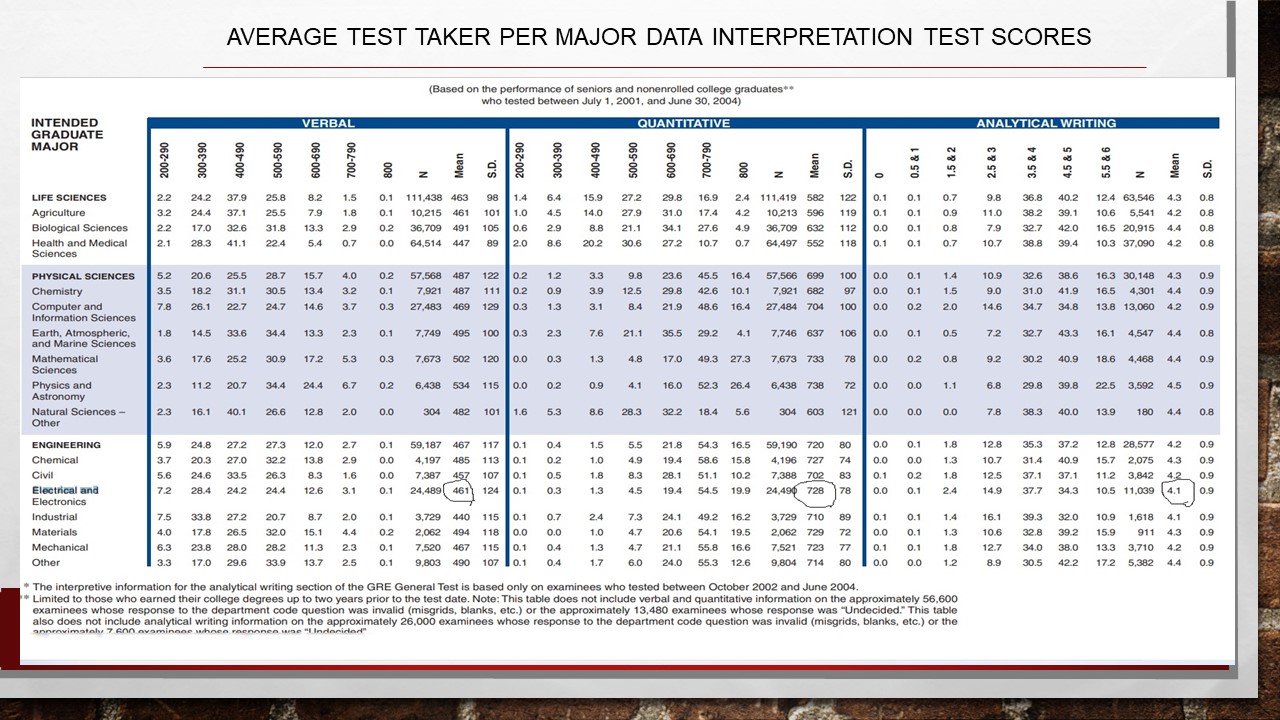 AVERAGE TEST TAKER PER MAJOR DATA INTERPRETATION TEST SCORES
(Based on the performance of seniors and nonenrolled college graduates**
who tested between July 1, 2001, and June 30, 2004)
INTENDED GRADUATE MAJOR VERBAL QUANTITATIVE ANALYTICAL WRITING
200-290 300-390 400-490 500-590 600-690 700-790 800 N Mean S.D. 200-290 300-390 400-490 500-590 600-690 700-790 800 N Mean S.D. 0 0.5 & 1 1.5 & 2 2.5 & 3 3.5 & 4 4.5 & 5 5.5 & 6 N Mean S.D.
LIFE SCIENCES 2.2 24.2 37.9 25.8 8.2 1.5 0.1 111,438 463 98 1.4 6.4 15.9 27.2 29.8 16.9 2.4 111,419 582 122 0.1 0.1 0.7 9.8 36.8 40.2 12.4 63,546 4.3 0.8
Agriculture 3.2 24.4 37.1 25.5 7.9 1.8 0.1 10,215 461 101 1.0 4.5 14.0 27.9 31.0 17.4 4.2 10,213 596 119 0.1 0.1 0.9 11.0 38.2 39.1 10.6 5,541 4.2 0.8
Biological Sciences 2.2 17.0 32.6 31.8 13.3 2.9 0.2 36,709 491 105 0.6 2.9 8.8 21.1 34.1 27.6 4.9 36,709 632 112 0.0 0.1 0.8 7.9 32.7 42.0 16.5 20,915 4.4 0.8
Health and Medical Sciences 2.1 28.3 41.1 22.4 5.4 0.7 0.0 64,514 447 89 2.0 8.6 20.2 30.6 27.2 10.7 0.7 64,497 552 118 0.1 0.1 0.7 10.7 38.8 39.4 10.3 37,090 4.2 0.8
PHYSICAL SCIENCES 5.2 20.6 25.5 28.7 15.7 4.0 0.2 57,568 487 122 0.2 1.2 3.3 9.8 23.6 45.5 16.4 57,566 699 100 0.0 0.1 1.4 10.9 32.6 38.6 16.3 30,148 4.3 0.9
Chemistry 3.5 18.2 31.1 30.5 13.4 3.2 0.1 7,921 487 111 0.2 0.9 3.9 12.5 29.8 42.6 10.1 7,921 682 97 0.0 0.1 1.5 9.0 31.0 41.9 16.5 4,301 4.4 0.9
Computer and Information Sciences 7.8 26.1 22.7 24.7 14.6 3.7 0.3 27,483 469 129 0.3 1.3 3.1 8.4 21.9 48.6 16.4 27,484 704 100 0.0 0.2 2.0 14.6 34.7 34.8 13.8 13,060 4.2 0.9
Earth, Atmospheric, and Marine Sciences 1.8 14.5 33.6 34.4 13.3 2.3 0.1 7,749 495 100 0.3 2.3 7.6 21.1 35.5 29.2 4.1 7,746 637 106 0.0 0.1 0.5 7.2 32.7 43.3 16.1 4,547 4.4 0.8
Mathematical Sciences 3.6 17.6 25.2 30.9 17.2 5.3 0.3 7,673 502 120 0.0 0.3 1.3 4.8 17.0 49.3 27.3 7,673 733 78 0.0 0.2 0.8 9.2 30.2 40.9 18.6 4,468 4.4 0.9
Physics and Astronomy 2.3 11.2 20.7 34.4 24.4 6.7 0.2 6,438 534 115 0.0 0.2 0.9 4.1 16.0 52.3 26.4 6,438 738 72 0.0 0.0 1.1 6.8 29.8 39.8 22.5 3,592 4.5 0.9
Natural Sciences – Other 2.3 16.1 40.1 26.6 12.8 2.0 0.0 304 482 101 1.6 5.3 8.6 28.3 32.2 18.4 5.6 304 603 121 0.0 0.0 0.0 7.8 38.3 40.0 13.9 180 4.4 0.8
ENGINEERING 5.9 24.8 27.2 27.3 12.0 2.7 0.1 59,187 467 117 0.1 0.4 1.5 5.5 21.8 54.3 16.5 59,190 720 80 0.0 0.1 1.8 12.8 35.3 37.2 12.8 28,577 4.2 0.9
Chemical 3.7 20.3 27.0 32.2 13.8 2.9 0.0 4,197 485 113 0.1 0.2 1.0 4.9 19.4 58.6 15.8 4,196 727 74 0.0 0.0 1.3 10.7 31.4 40.9 15.7 2,075 4.3 0.9
Civil 5.6 24.6 33.5 26.3 8.3 1.6 0.0 7,387 457 107 0.1 0.5 1.8 8.3 28.1 51.1 10.2 7,388 702 83 0.1 0.2 1.8 12.5 37.1 37.1 11.2 3,842 4.2 0.9
Electrical and Electronics 7.2 28.4 24.2 24.4 12.6 3.1 0.1 24,489 461 124 0.1 0.3 1.3 4.5 19.4 54.5 19.9 24,490 728 78 0.0 0.1 2.4 14.9 37.7 34.3 10.5 11,039 4.1 0.9
Industrial 7.5 33.8 27.2 20.7 8.7 2.0 0.1 3,729 440 115 0.1 0.7 2.4 7.3 24.1 49.2 16.2 3,729 710 89 0.1 0.1 1.4 16.1 39.3 32.0 10.9 1,618 4.1 0.9
Materials 4.0 17.8 26.5 32.0 15.1 4.4 0.2 2,062 494 118 0.0 0.0 1.0 4.7 20.6 54.1 19.5 2,062 729 72 0.0 0.1 1.3 10.6 32.8 39.2 15.9 911 4.3 0.9
Mechanical 6.3 23.8 28.0 28.2 11.3 2.3 0.1 7,520 467 115 0.1 0.4 1.3 4.7 21.1 55.8 16.6 7,521 723 77 0.1 0.1 1.8 12.7 34.0 38.0 13.3 3,710 4.2 0.9
Other 3.3 17.0 29.6 33.9 13.7 2.5 0.1 9,803 490 107 0.1 0.4 1.7 6.0 24.0 55.3 12.6 9,804 714 80 0.0 0.0 1.2 8.9 30.5 42.2 17.2 5,382 4.4 0.9
* The interpretive information for the analytical writing section of the GRE General Test is based only on examinees who tested between October 2002 and June 2004.
** Limited to those who earned their college degrees up to two years prior to the test date. Note: This table does not include verbal and quantitative information on the approximately 56,600
examinees whose response to the department code question was invalid (misgrids, blanks, etc.) or the approximately 13,480 examinees whose response was “Undecided.” This table
also does not include analytical writing information on the approximately 26,000 examinees whose response to the department code question was invalid (misgrids, blanks, etc.) or the
approximately 7,600 examinees whose response was “Undecided”